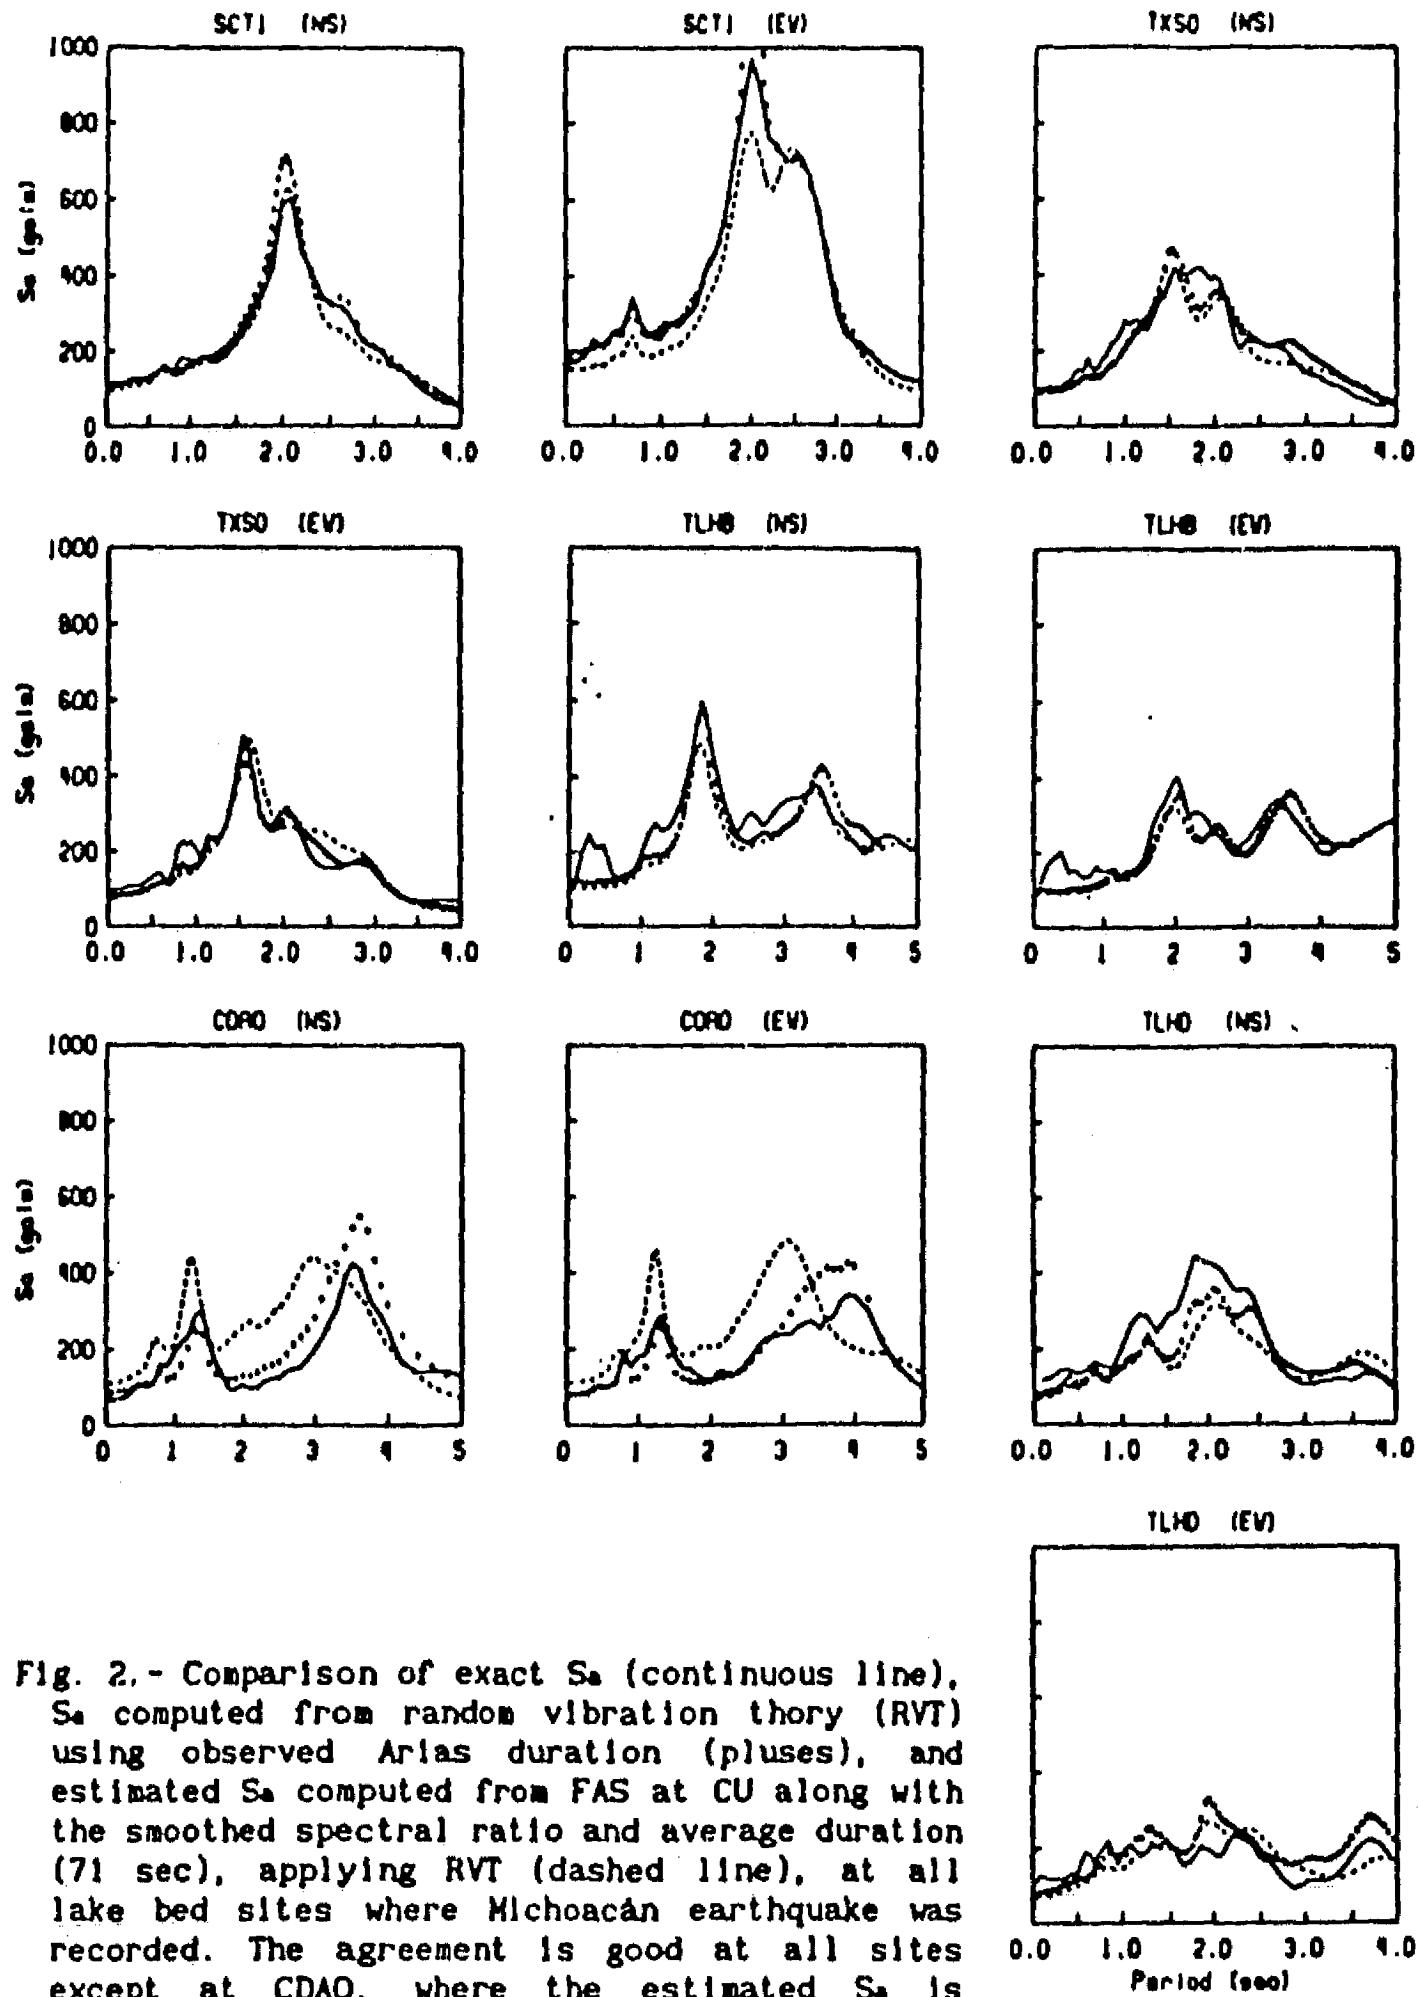 SCT1 (NS) SCT1 (EW) TXSO (NS)
1000
800
600
400
200
0
Sa (gals)
0.0 1.0 2.0 3.0 4.0 0.0 1.0 2.0 3.0 4.0 0.0 1.0 2.0 3.0 4.0
TXSO (EW) TLHB (NS) TLHB (EW)
1000
800
600
400
200
0
Sa (gals)
0.0 1.0 2.0 3.0 4.0 0 1 2 3 4 5 0 1 2 3 4 5
CDAO (NS) CDAO (EW) TLHD (NS)
1000
800
600
400
200
0
Sa (gals)
0 1 2 3 4 5 0 1 2 3 4 5 0.0 1.0 2.0 3.0 4.0
TLHD (EW)
0.0 1.0 2.0 3.0 4.0
Period (sec)
Fig. 2.- Comparison of exact Sa (continuous line),
Sa computed from random vibration thory (RVT)
using observed Arias duration (pluses), and
estimated Sa computed from FAS at CU along with
the smoothed spectral ratio and average duration
(71 sec), applying RVT (dashed line), at all
lake bed sites where Michoacán earthquake was
recorded. The agreement is good at all sites
except at CDAO, where the estimated Sa is